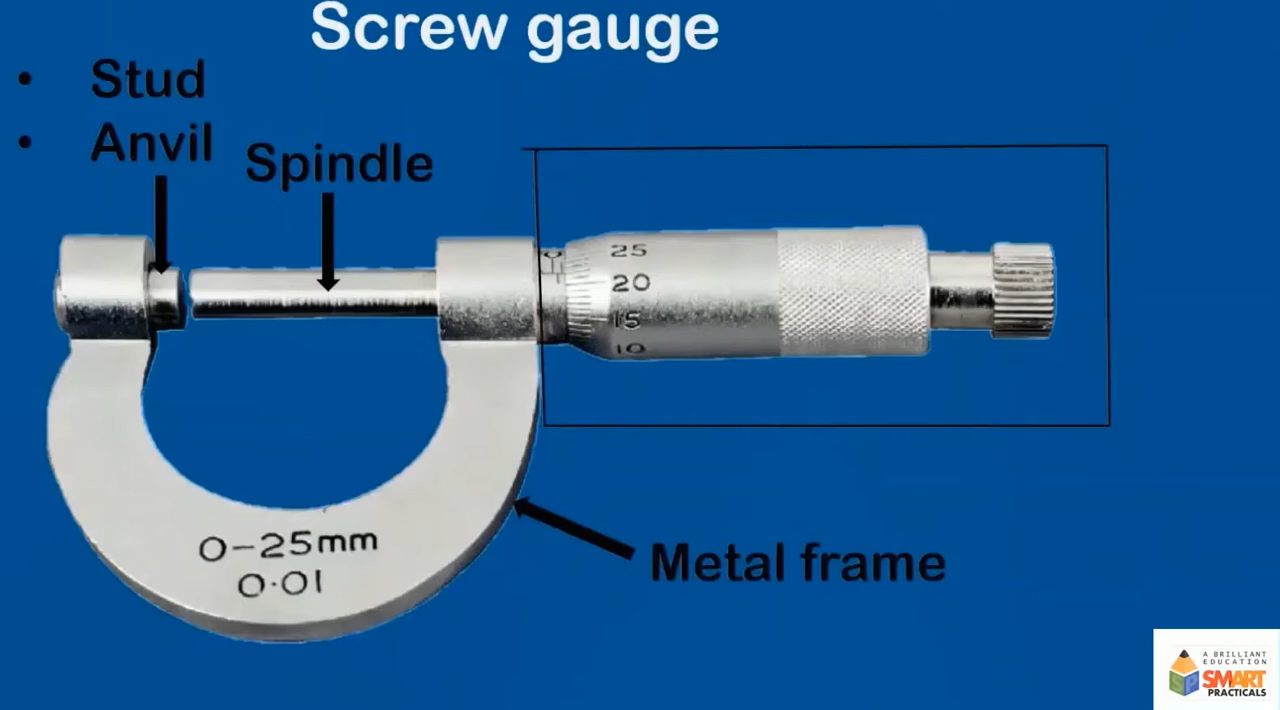 Screw gauge
• Stud
• Anvil
Spindle
25
20
15
10
0-25mm
0.01
Metal frame
A BRILLIANT
EDUCATION
SP
SMART
PRACTICALS